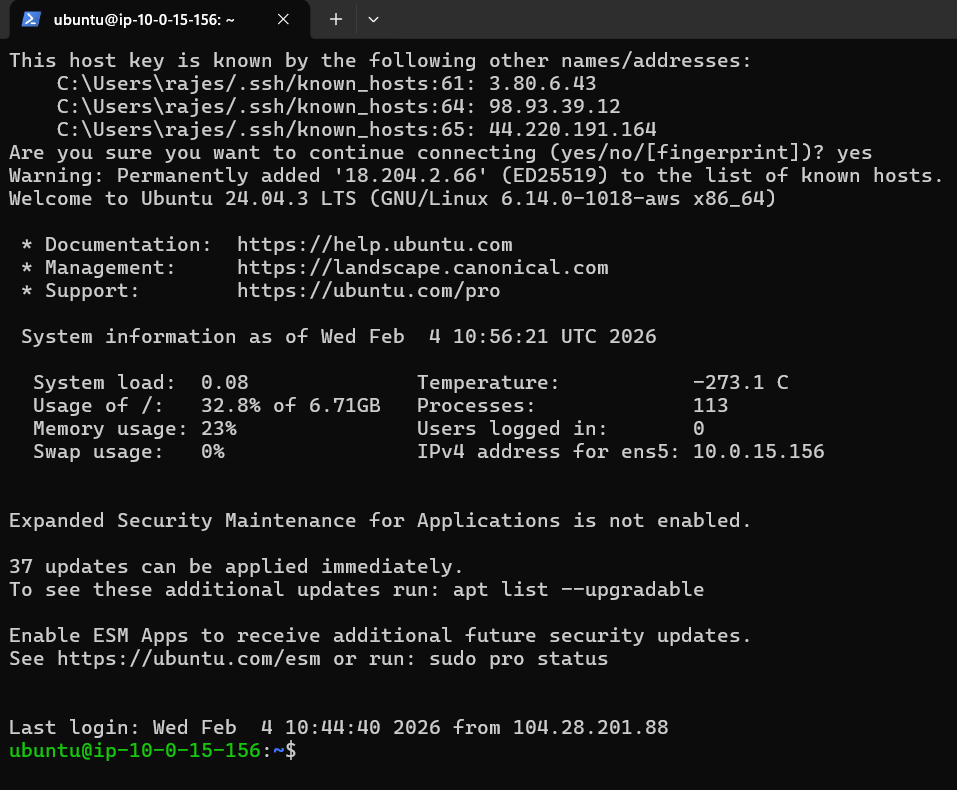 ubuntu@ip-10-0-15-156: ~
This host key is known by the following other names/addresses:
    C:\Users\rajes/.ssh/known_hosts:61: 3.80.6.43
    C:\Users\rajes/.ssh/known_hosts:64: 98.93.39.12
    C:\Users\rajes/.ssh/known_hosts:65: 44.220.191.164
Are you sure you want to continue connecting (yes/no/[fingerprint])? yes
Warning: Permanently added '18.204.2.66' (ED25519) to the list of known hosts.
Welcome to Ubuntu 24.04.3 LTS (GNU/Linux 6.14.0-1018-aws x86_64)

 * Documentation:  https://help.ubuntu.com
 * Management:     https://landscape.canonical.com
 * Support:        https://ubuntu.com/pro

 System information as of Wed Feb  4 10:56:21 UTC 2026

  System load:  0.08              Temperature:           -273.1 C
  Usage of /:   32.8% of 6.71GB   Processes:             113
  Memory usage: 23%               Users logged in:       0
  Swap usage:   0%                IPv4 address for ens5: 10.0.15.156


Expanded Security Maintenance for Applications is not enabled.

37 updates can be applied immediately.
To see these additional updates run: apt list --upgradable

Enable ESM Apps to receive additional future security updates.
See https://ubuntu.com/esm or run: sudo pro status


Last login: Wed Feb  4 10:44:40 2026 from 104.28.201.88
ubuntu@ip-10-0-15-156:~$